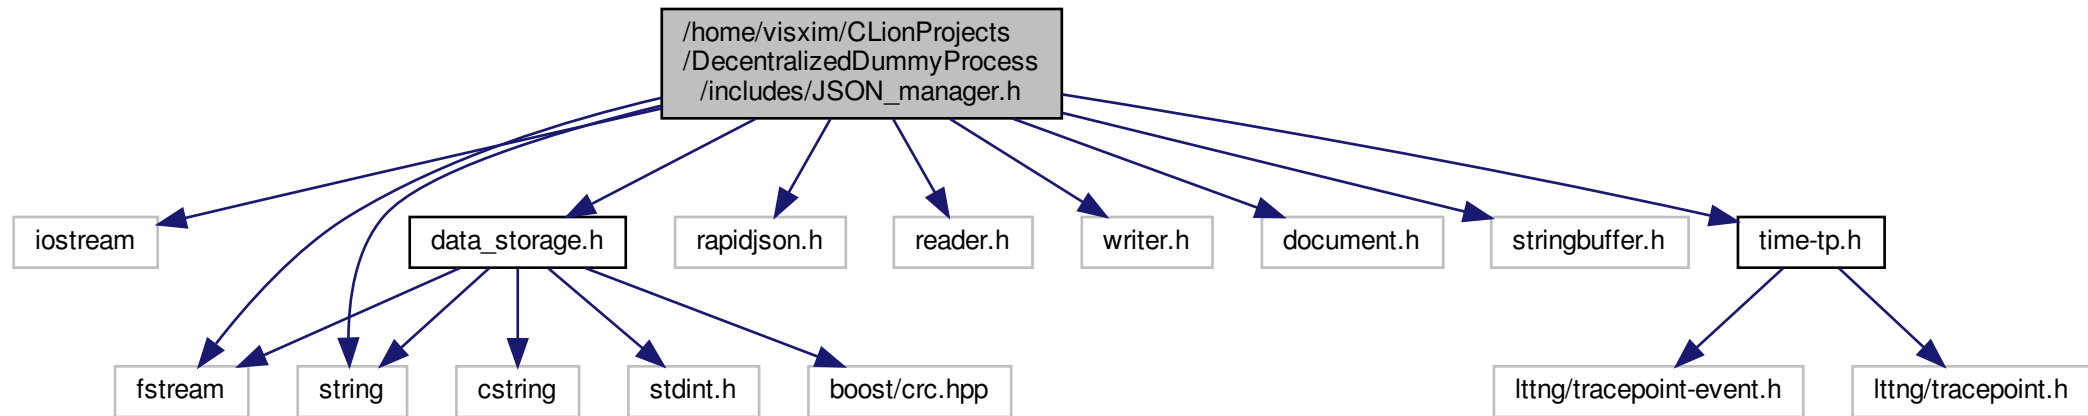 /home/visxim/CLionProjects
/DecentralizedDummyProcess
/includes/JSON_manager.h
iostream
data_storage.h
rapidjson.h
reader.h
writer.h
document.h
stringbuffer.h
time-tp.h
fstream
string
cstring
stdint.h
boost/crc.hpp
lttng/tracepoint-event.h
lttng/tracepoint.h